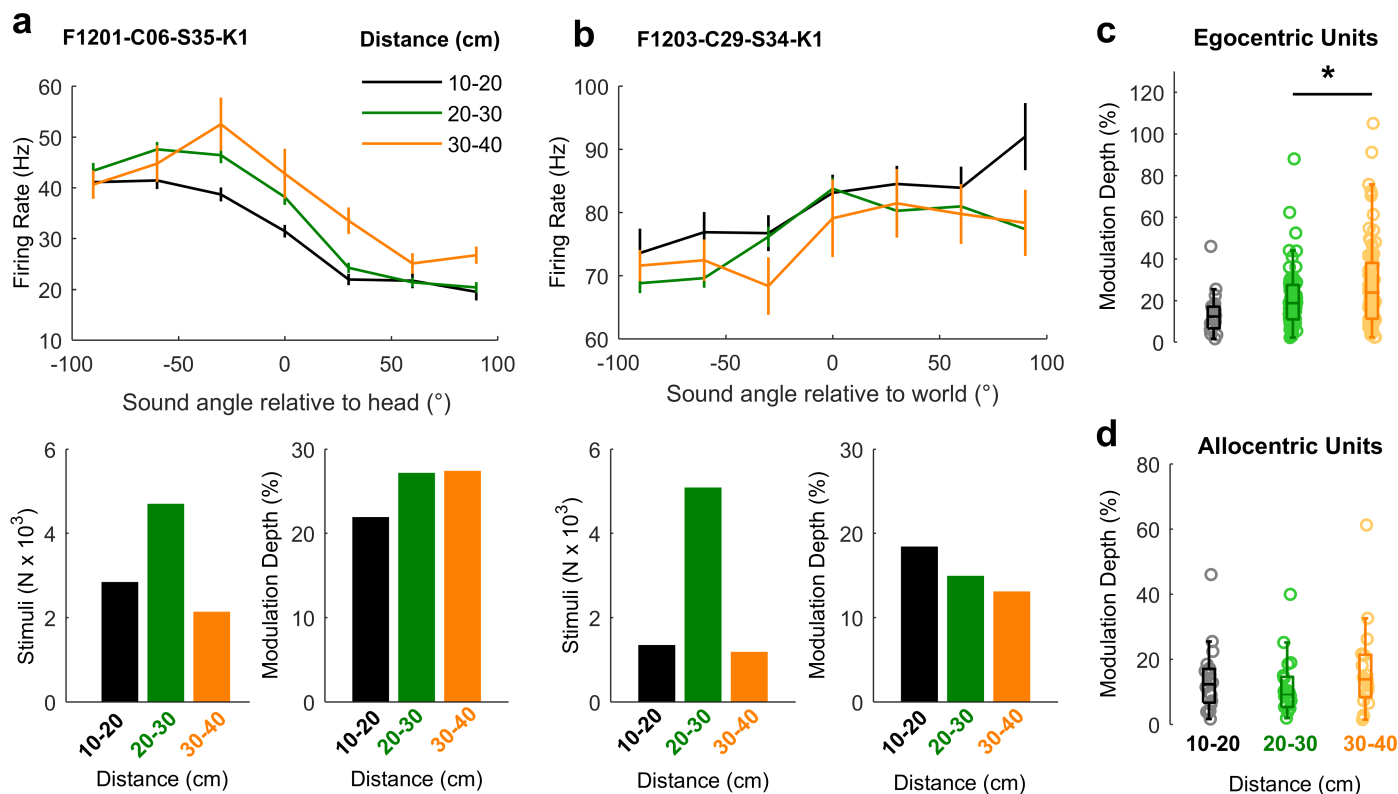 a
F1201-C06-S35-K1
Distance (cm)
10-20
20-30
30-40
Firing Rate (Hz)
60
50
40
30
20
10
-100
-50
0
50
100
Sound angle relative to head (°)
6
4
2
0
Stimuli (N x 10³)
10-20
20-30
30-40
Distance (cm)
30
20
10
0
Modulation Depth (%)
10-20
20-30
30-40
Distance (cm)
b
F1203-C29-S34-K1
Firing Rate (Hz)
100
90
80
70
60
-100
-50
0
50
100
Sound angle relative to world (°)
6
4
2
0
Stimuli (N x 10³)
10-20
20-30
30-40
Distance (cm)
30
20
10
0
Modulation Depth (%)
10-20
20-30
30-40
Distance (cm)
c
Egocentric Units
*
Modulation Depth (%)
120
100
80
60
40
20
0
d
Allocentric Units
Modulation Depth (%)
80
60
40
20
0
10-20
20-30
30-40
Distance (cm)